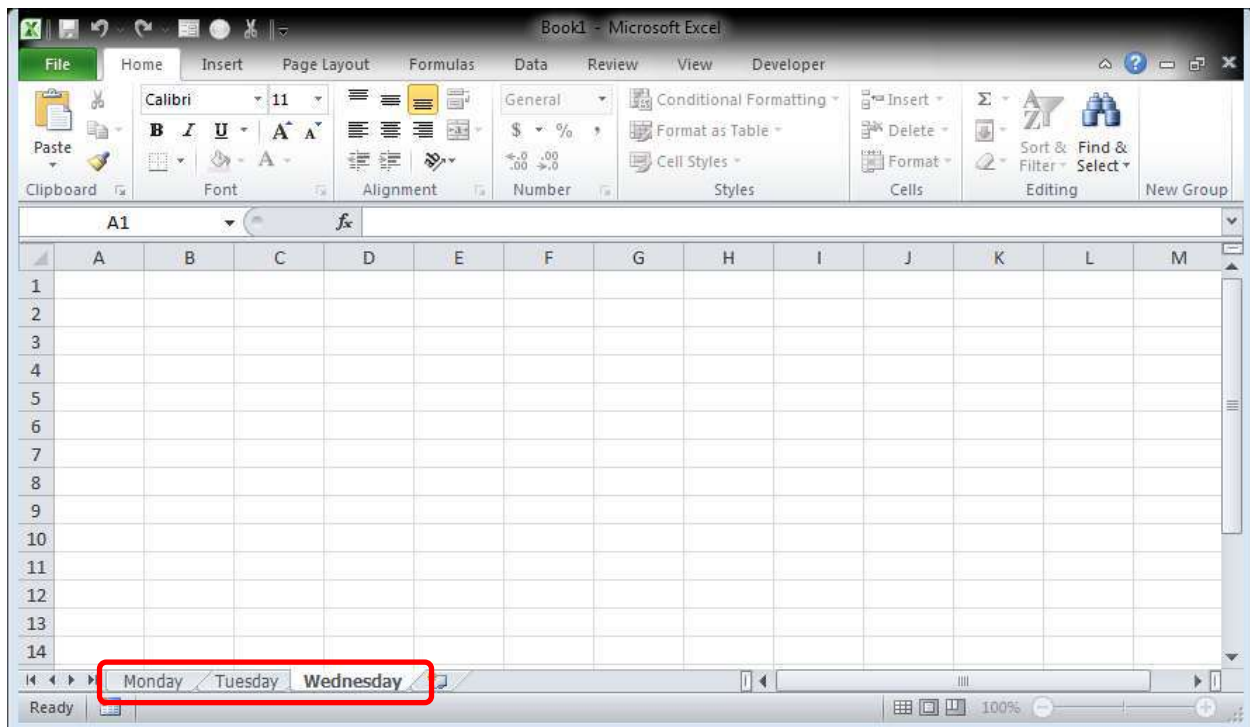 Book1 - Microsoft Excel
File Home Insert Page Layout Formulas Data Review View Developer
Calibri 11 General Conditional Formatting Insert Σ
B I U A A $ % , Format as Table Delete
Paste A .00 .0 Cell Styles Format Sort & Filter Find & Select
Clipboard Font Alignment Number Styles Cells Editing New Group
A1 fx
A B C D E F G H I J K L M
1
2
3
4
5
6
7
8
9
10
11
12
13
14
Monday Tuesday Wednesday
Ready 100%